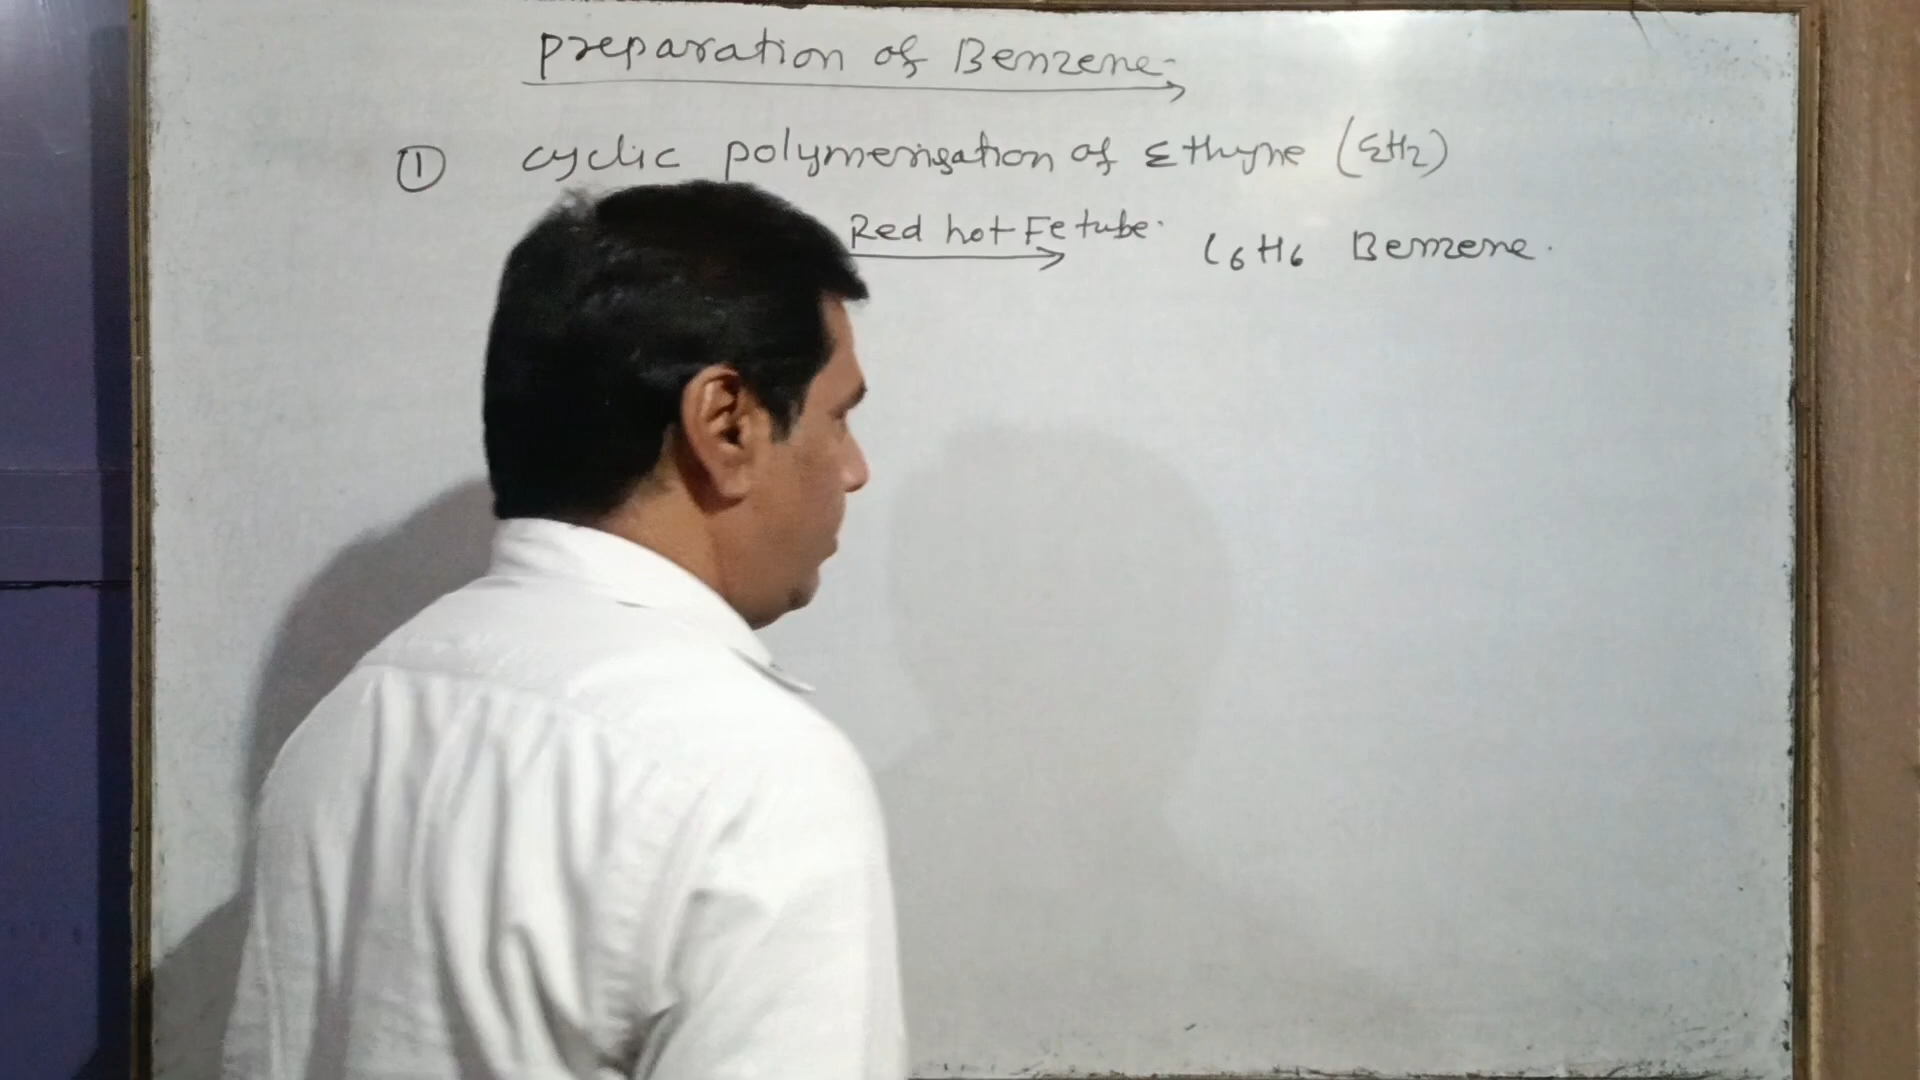 preparation of Benzene
① cyclic polymerisation of Ethyne (C2H2)
Red hot Fe tube.
C6H6 Benzene.